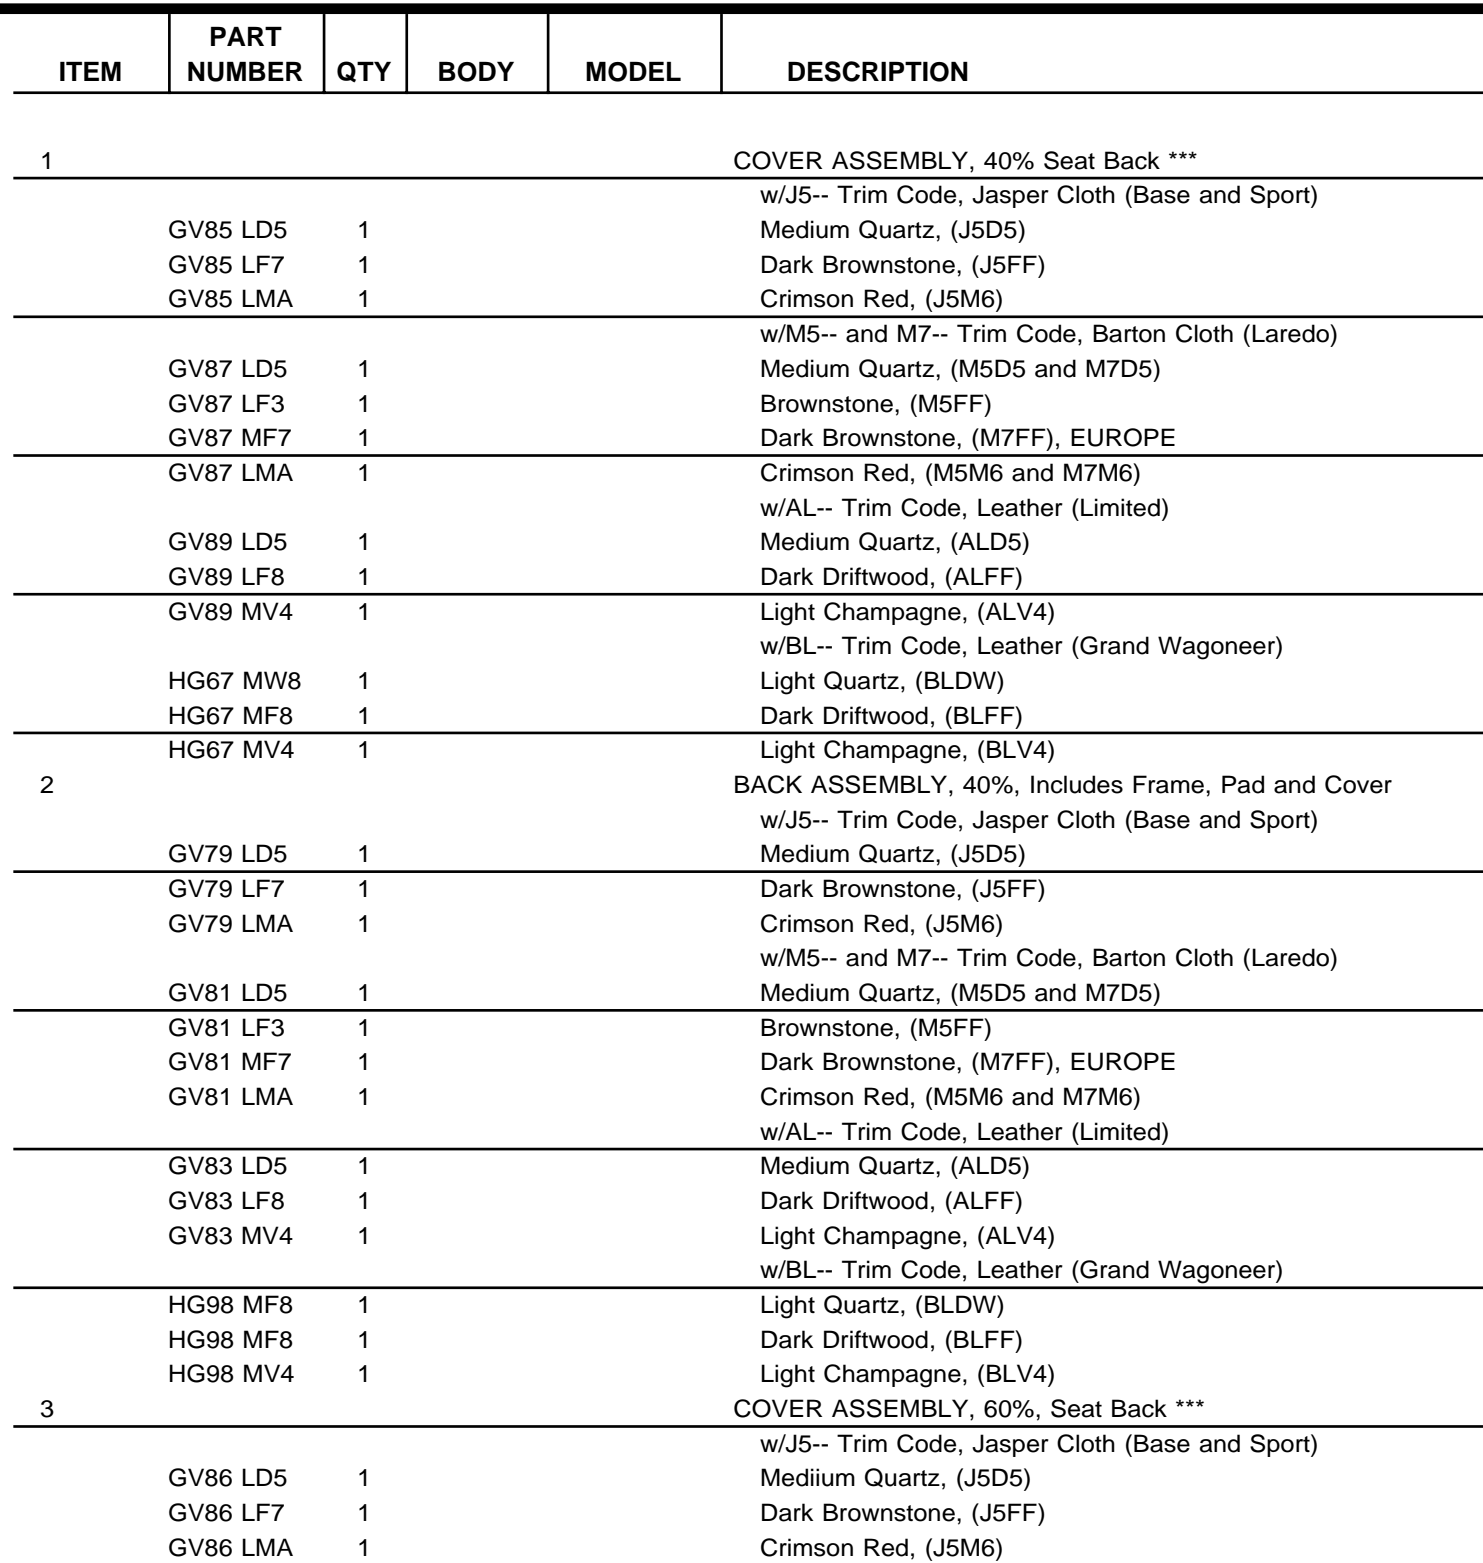 PART
ITEM NUMBER QTY BODY MODEL DESCRIPTION
1 COVER ASSEMBLY, 40% Seat Back ***
w/J5-- Trim Code, Jasper Cloth (Base and Sport)
GV85 LD5 1 Medium Quartz, (J5D5)
GV85 LF7 1 Dark Brownstone, (J5FF)
GV85 LMA 1 Crimson Red, (J5M6)
w/M5-- and M7-- Trim Code, Barton Cloth (Laredo)
GV87 LD5 1 Medium Quartz, (M5D5 and M7D5)
GV87 LF3 1 Brownstone, (M5FF)
GV87 MF7 1 Dark Brownstone, (M7FF), EUROPE
GV87 LMA 1 Crimson Red, (M5M6 and M7M6)
w/AL-- Trim Code, Leather (Limited)
GV89 LD5 1 Medium Quartz, (ALD5)
GV89 LF8 1 Dark Driftwood, (ALFF)
GV89 MV4 1 Light Champagne, (ALV4)
w/BL-- Trim Code, Leather (Grand Wagoneer)
HG67 MW8 1 Light Quartz, (BLDW)
HG67 MF8 1 Dark Driftwood, (BLFF)
HG67 MV4 1 Light Champagne, (BLV4)
2 BACK ASSEMBLY, 40%, Includes Frame, Pad and Cover
w/J5-- Trim Code, Jasper Cloth (Base and Sport)
GV79 LD5 1 Medium Quartz, (J5D5)
GV79 LF7 1 Dark Brownstone, (J5FF)
GV79 LMA 1 Crimson Red, (J5M6)
w/M5-- and M7-- Trim Code, Barton Cloth (Laredo)
GV81 LD5 1 Medium Quartz, (M5D5 and M7D5)
GV81 LF3 1 Brownstone, (M5FF)
GV81 MF7 1 Dark Brownstone, (M7FF), EUROPE
GV81 LMA 1 Crimson Red, (M5M6 and M7M6)
w/AL-- Trim Code, Leather (Limited)
GV83 LD5 1 Medium Quartz, (ALD5)
GV83 LF8 1 Dark Driftwood, (ALFF)
GV83 MV4 1 Light Champagne, (ALV4)
w/BL-- Trim Code, Leather (Grand Wagoneer)
HG98 MF8 1 Light Quartz, (BLDW)
HG98 MF8 1 Dark Driftwood, (BLFF)
HG98 MV4 1 Light Champagne, (BLV4)
3 COVER ASSEMBLY, 60%, Seat Back ***
w/J5-- Trim Code, Jasper Cloth (Base and Sport)
GV86 LD5 1 Mediium Quartz, (J5D5)
GV86 LF7 1 Dark Brownstone, (J5FF)
GV86 LMA 1 Crimson Red, (J5M6)